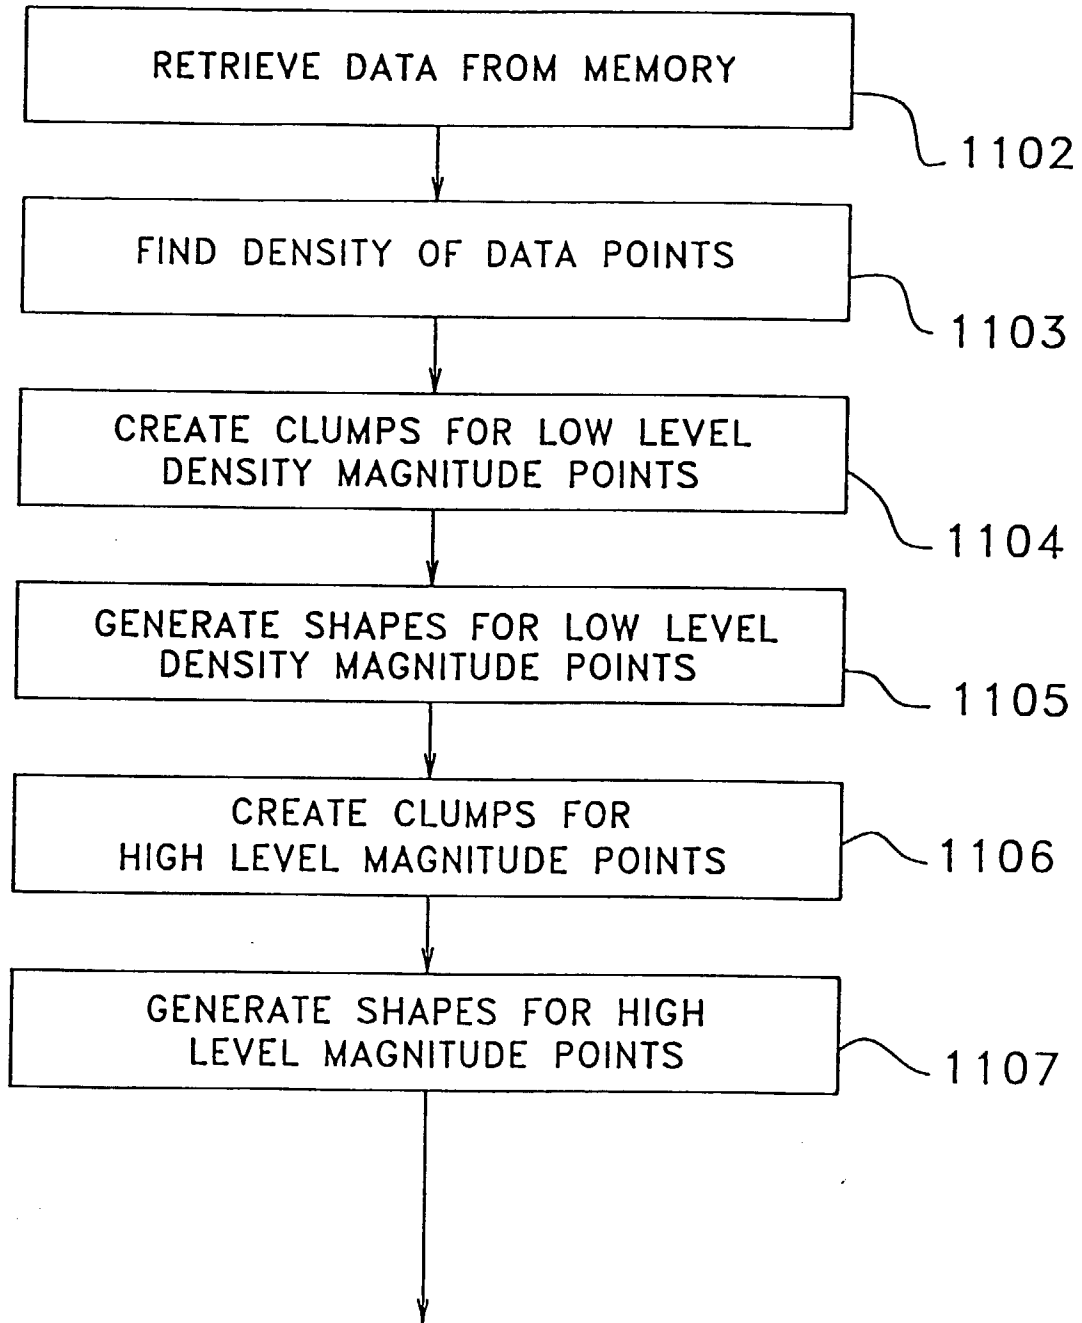 RETRIEVE DATA FROM MEMORY
1102
FIND DENSITY OF DATA POINTS
1103
CREATE CLUMPS FOR LOW LEVEL
DENSITY MAGNITUDE POINTS
1104
GENERATE SHAPES FOR LOW LEVEL
DENSITY MAGNITUDE POINTS
1105
CREATE CLUMPS FOR
HIGH LEVEL MAGNITUDE POINTS
1106
GENERATE SHAPES FOR HIGH
LEVEL MAGNITUDE POINTS
1107